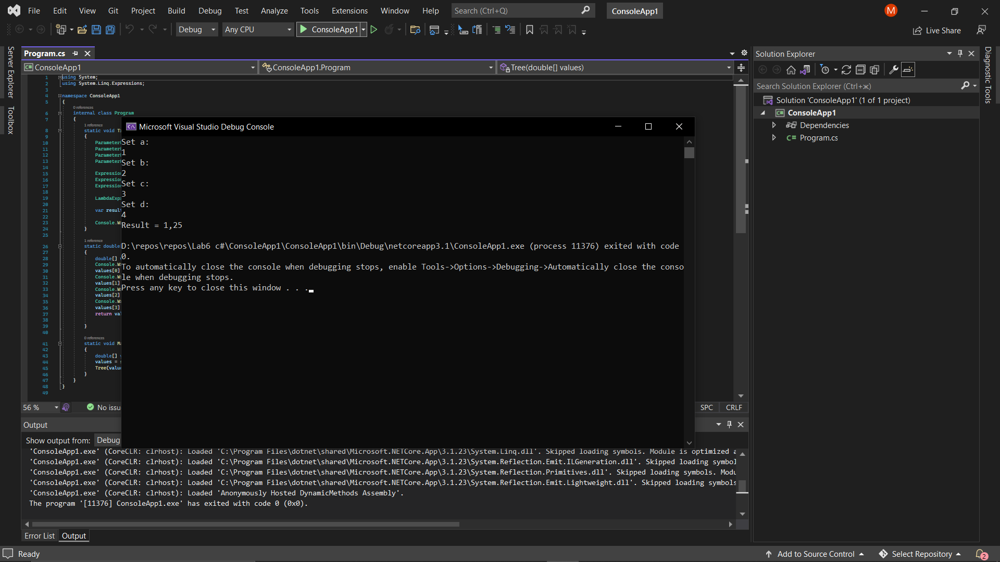 File Edit View Git Project Build Debug Test Analyze Tools Extensions Window Help Search (Ctrl+Q) ConsoleApp1 M
Debug Any CPU ConsoleApp1 Live Share
Server Explorer
Toolbox
Program.cs
ConsoleApp1 ConsoleApp1.Program Tree(double[] values)
1 using System;
2 using System.Linq.Expressions;
3
4 namespace ConsoleApp1
5 {
0 references
6 internal class Program
7 {
1 reference
8 static void
9 {
10 Parameter
11 Parameter
12 Parameter
13 Parameter
14
15 Expressio
16 Expressio
17 Expressio
18
19 LambdaExp
20
21 var resul
22
23 Console.W
24 }
25
1 reference
26 static double
27 {
28 double[]
29 Console.W
30 values[0]
31 Console.W
32 values[1]
33 Console.W
34 values[2]
35 Console.W
36 values[3]
37 return va
38
39 }
40
0 references
41 static void
42 {
43 double[]
44 values =
45 Tree(valu
46 }
47 }
48 }
49
56 % No issu SPC CRLF
Microsoft Visual Studio Debug Console
Set a:
1
Set b:
2
Set c:
3
Set d:
4
Result = 1,25
D:\repos\repos\Lab6 c#\ConsoleApp1\ConsoleApp1\bin\Debug\netcoreapp3.1\ConsoleApp1.exe (process 11376) exited with code
0.
To automatically close the console when debugging stops, enable Tools->Options->Debugging->Automatically close the conso
le when debugging stops.
Press any key to close this window . . .
Output
Show output from: Debug
'ConsoleApp1.exe' (CoreCLR: clrhost): Loaded 'C:\Program Files\dotnet\shared\Microsoft.NETCore.App\3.1.23\System.Linq.dll'. Skipped loading symbols. Module is optimized a
'ConsoleApp1.exe' (CoreCLR: clrhost): Loaded 'C:\Program Files\dotnet\shared\Microsoft.NETCore.App\3.1.23\System.Reflection.Emit.ILGeneration.dll'. Skipped loading symbol
'ConsoleApp1.exe' (CoreCLR: clrhost): Loaded 'C:\Program Files\dotnet\shared\Microsoft.NETCore.App\3.1.23\System.Reflection.Primitives.dll'. Skipped loading symbols. Modu
'ConsoleApp1.exe' (CoreCLR: clrhost): Loaded 'C:\Program Files\dotnet\shared\Microsoft.NETCore.App\3.1.23\System.Reflection.Emit.Lightweight.dll'. Skipped loading symbols
'ConsoleApp1.exe' (CoreCLR: clrhost): Loaded 'Anonymously Hosted DynamicMethods Assembly'.
The program '[11376] ConsoleApp1.exe' has exited with code 0 (0x0).
Error List Output
Solution Explorer
Search Solution Explorer (Ctrl+ж)
Solution 'ConsoleApp1' (1 of 1 project)
ConsoleApp1
Dependencies
C# Program.cs
Diagnostic Tools
Ready Add to Source Control Select Repository 2